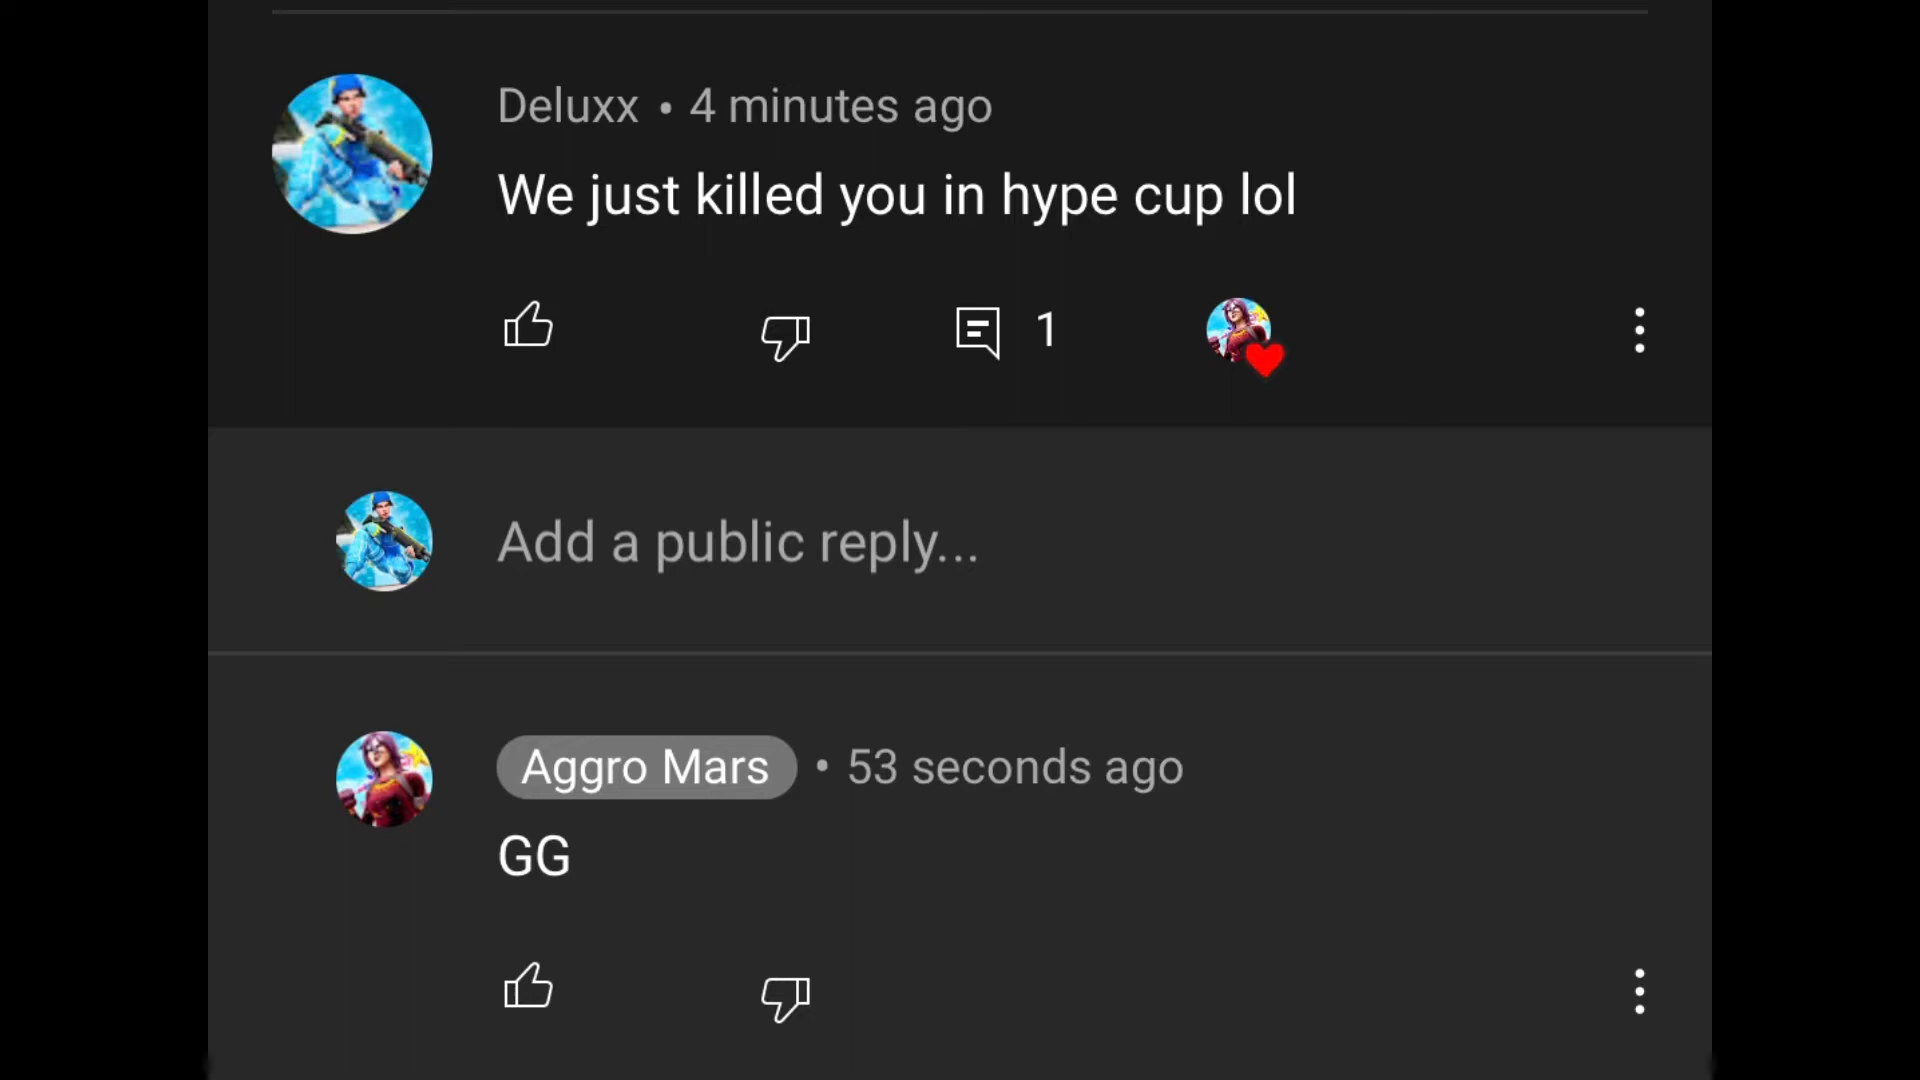 Deluxx • 4 minutes ago
We just killed you in hype cup lol
1
Add a public reply...
Aggro Mars • 53 seconds ago
GG